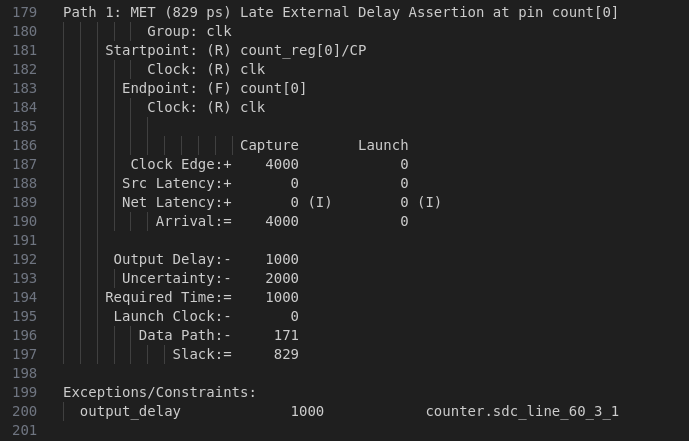 179 Path 1: MET (829 ps) Late External Delay Assertion at pin count[0]
180 Group: clk
181 Startpoint: (R) count_reg[0]/CP
182 Clock: (R) clk
183 Endpoint: (F) count[0]
184 Clock: (R) clk
185
186 Capture Launch
187 Clock Edge:+ 4000 0
188 Src Latency:+ 0 0
189 Net Latency:+ 0 (I) 0 (I)
190 Arrival:= 4000 0
191
192 Output Delay:- 1000
193 Uncertainty:- 2000
194 Required Time:= 1000
195 Launch Clock:- 0
196 Data Path:- 171
197 Slack:= 829
198
199 Exceptions/Constraints:
200 output_delay 1000 counter.sdc_line_60_3_1
201